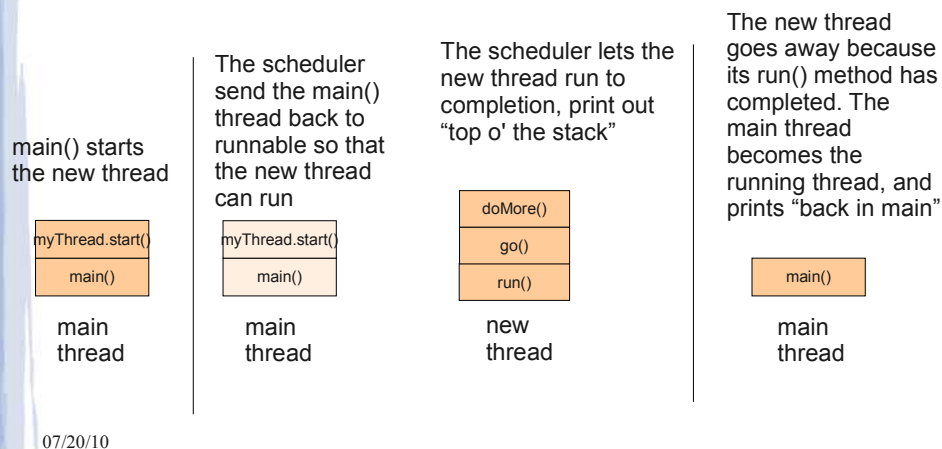 main() starts
the new thread
myThread.start()
main()
main
thread
The scheduler
send the main()
thread back to
runnable so that
the new thread
can run
myThread.start()
main()
main
thread
The scheduler lets the
new thread run to
completion, print out
“top o' the stack”
doMore()
go()
run()
new
thread
The new thread
goes away because
its run() method has
completed. The
main thread
becomes the
running thread, and
prints “back in main”
main()
main
thread
07/20/10